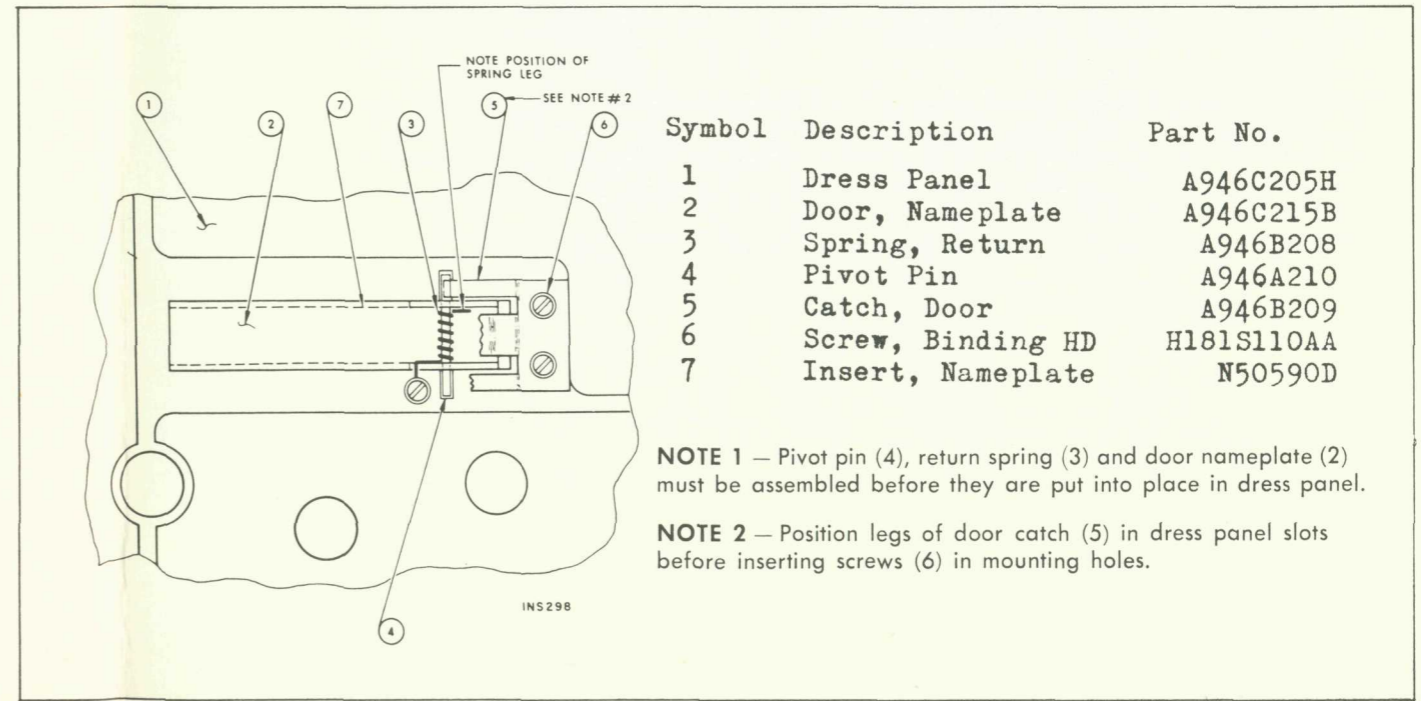 NOTE POSITION OF
SPRING LEG
1
2
7
3
5
SEE NOTE # 2
6
4
INS298
Symbol Description Part No.
1 Dress Panel A946C205H
2 Door, Nameplate A946C215B
3 Spring, Return A946B208
4 Pivot Pin A946A210
5 Catch, Door A946B209
6 Screw, Binding HD H181S110AA
7 Insert, Nameplate N50590D
NOTE 1 — Pivot pin (4), return spring (3) and door nameplate (2)
must be assembled before they are put into place in dress panel.
NOTE 2 — Position legs of door catch (5) in dress panel slots
before inserting screws (6) in mounting holes.